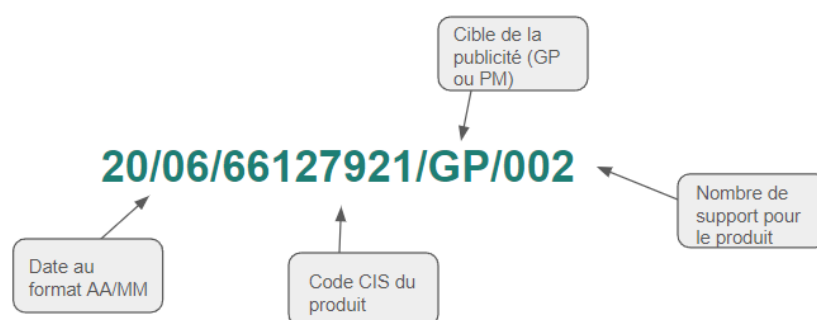 Cible de la
publicité (GP
ou PM)
20/06/66127921/GP/002
Nombre de
support pour
le produit
Date au
format AA/MM
Code CIS du
produit